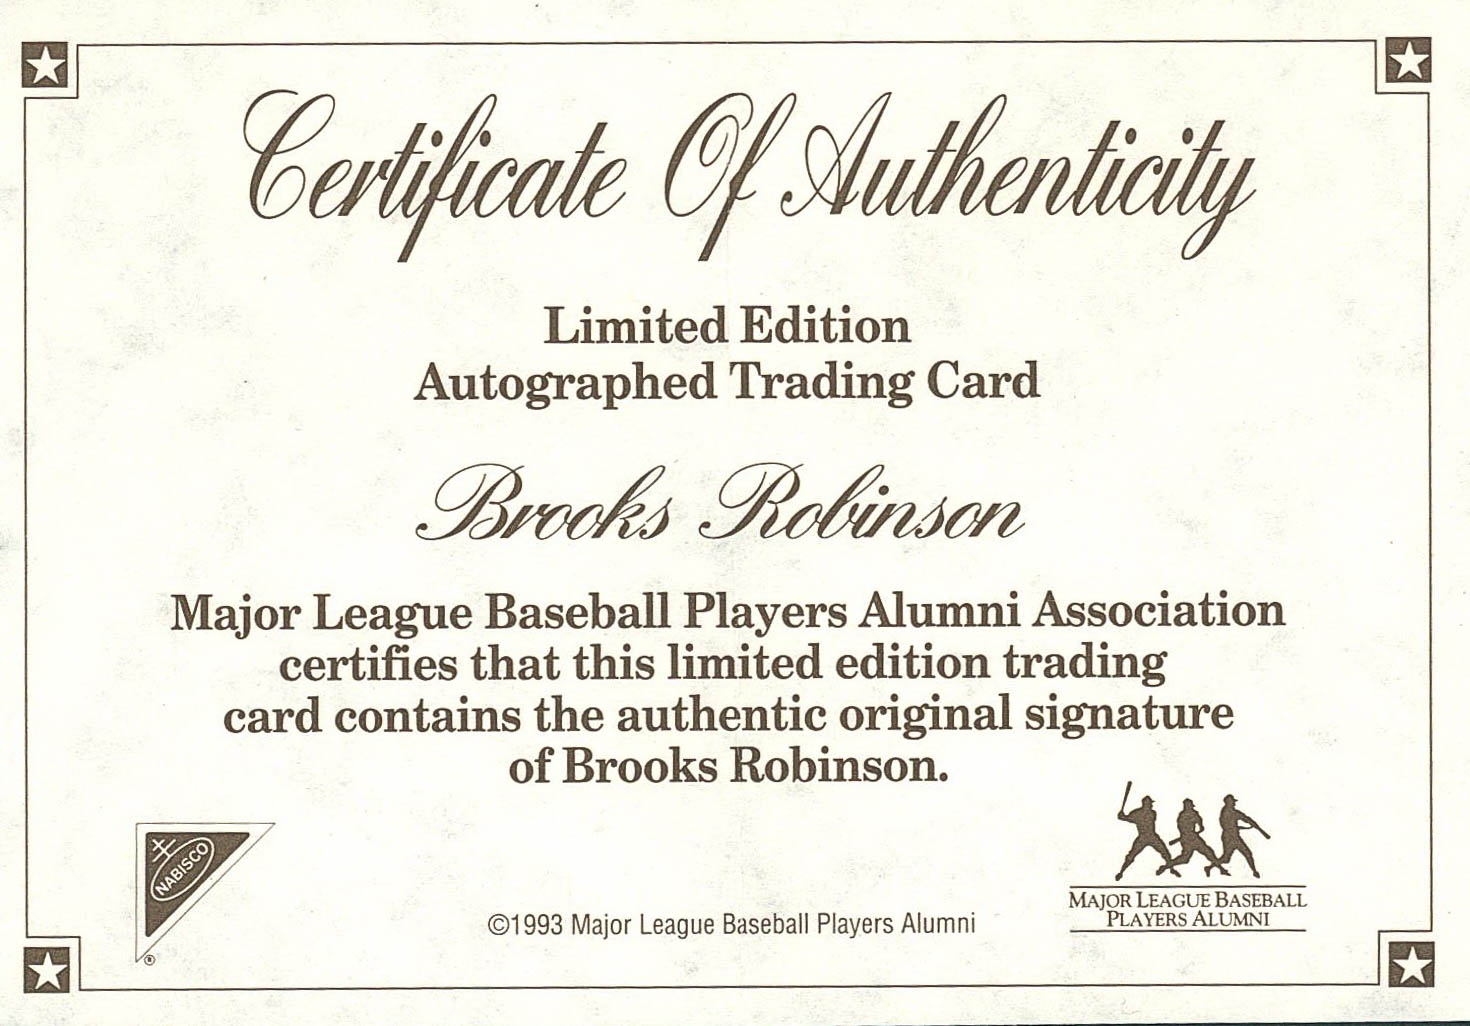 Certificate Of Authenticity
Limited Edition
Autographed Trading Card
Brooks Robinson
Major League Baseball Players Alumni Association
certifies that this limited edition trading
card contains the authentic original signature
of Brooks Robinson.
NABISCO
®
©1993 Major League Baseball Players Alumni
MAJOR LEAGUE BASEBALL
PLAYERS ALUMNI